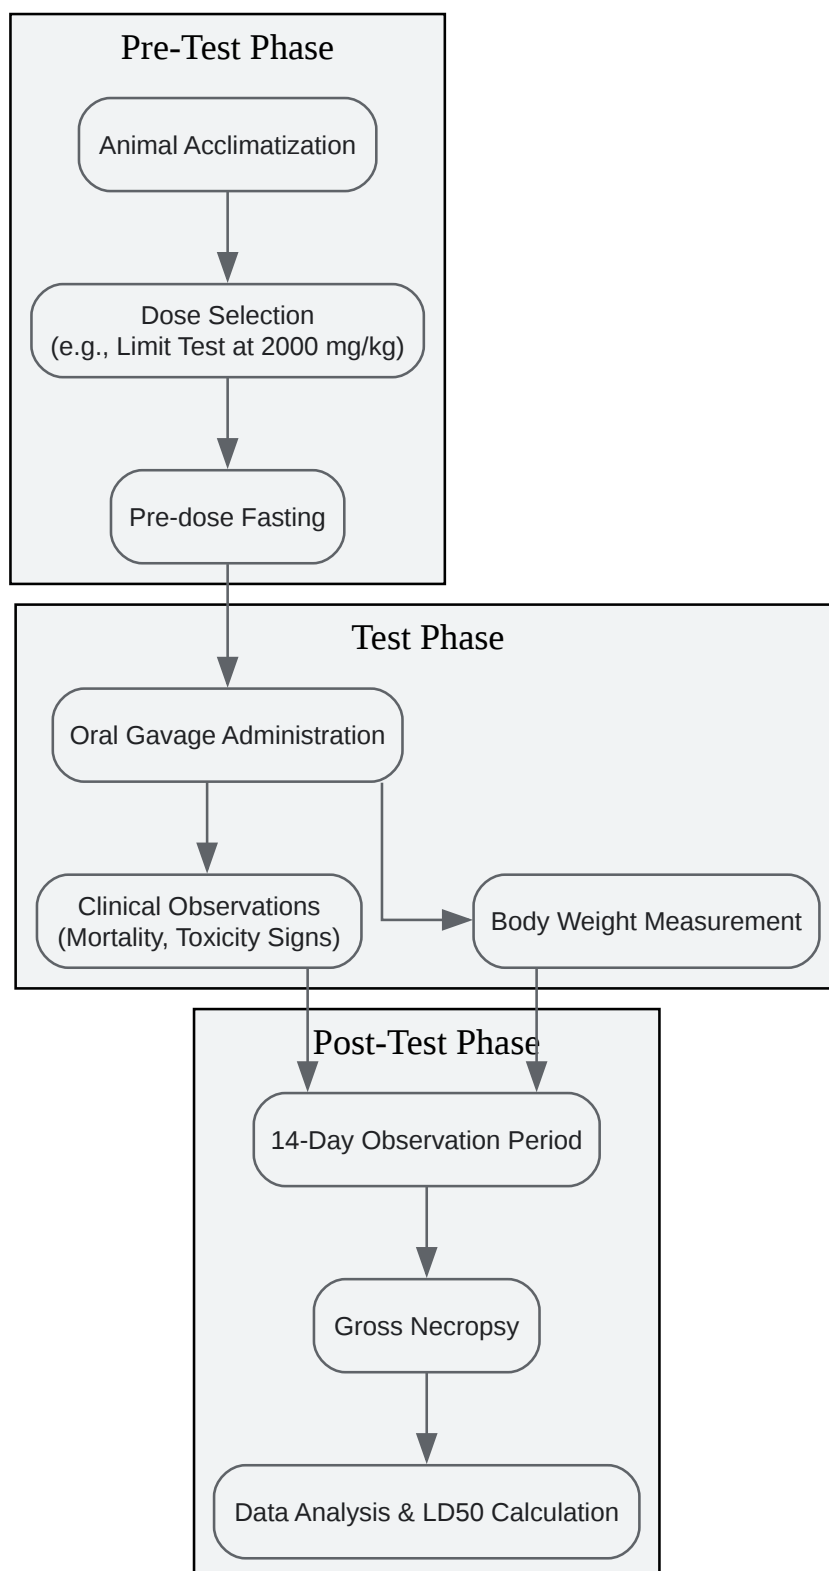 Pre-Test Phase
Animal Acclimatization
Dose Selection
(e.g., Limit Test at 2000 mg/kg)
Pre-dose Fasting
Test Phase
Oral Gavage Administration
Clinical Observations
(Mortality, Toxicity Signs)
Body Weight Measurement
Post-Test Phase
14-Day Observation Period
Gross Necropsy
Data Analysis & LD50 Calculation